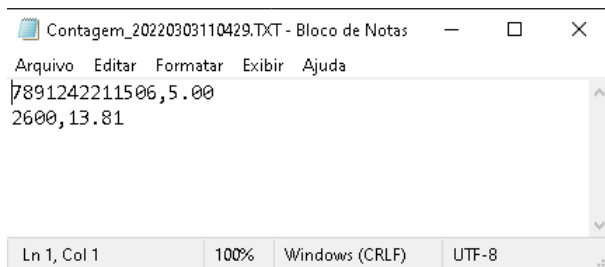 Contagem_20220303110429.TXT - Bloco de Notas
Arquivo Editar Formatar Exibir Ajuda
7891242211506,5.00
2600,13.81
Ln 1, Col 1 100% Windows (CRLF) UTF-8